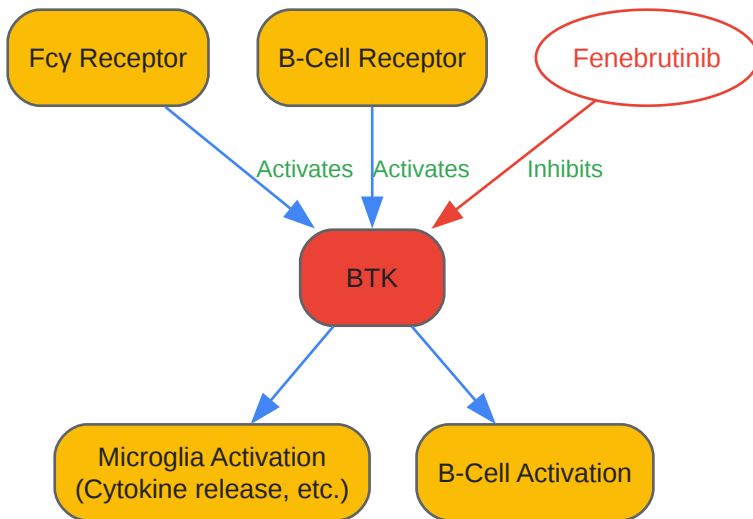 Fcγ Receptor
B-Cell Receptor
Fenebrutinib
Activates
Activates
Inhibits
BTK
Microglia Activation
(Cytokine release, etc.)
B-Cell Activation